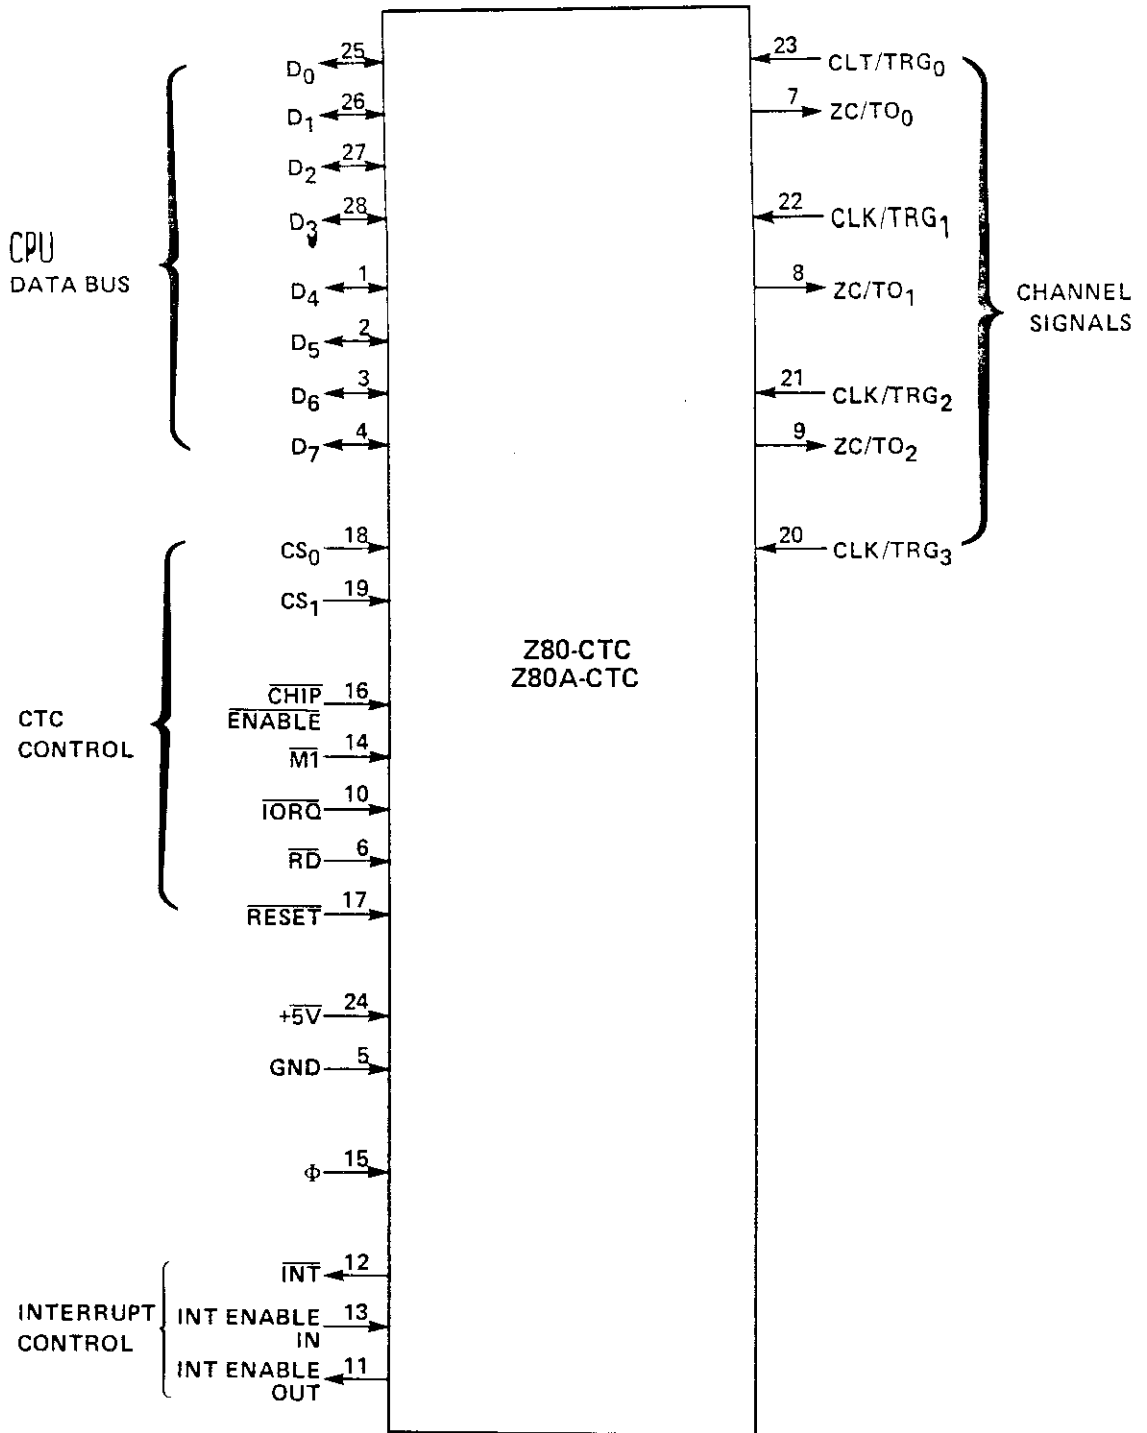 CPU
DATA BUS
D0 25
D1 26
D2 27
D3 28
D4 1
D5 2
D6 3
D7 4
CTC
CONTROL
CS0 18
CS1 19
CHIP
ENABLE 16
M1 14
IORQ 10
RD 6
RESET 17
+5V 24
GND 5
Φ 15
INTERRUPT
CONTROL
INT 12
INT ENABLE
IN 13
INT ENABLE
OUT 11
Z80-CTC
Z80A-CTC
23 CLT/TRG0
7 ZC/TO0
22 CLK/TRG1
8 ZC/TO1
21 CLK/TRG2
9 ZC/TO2
20 CLK/TRG3
CHANNEL
SIGNALS